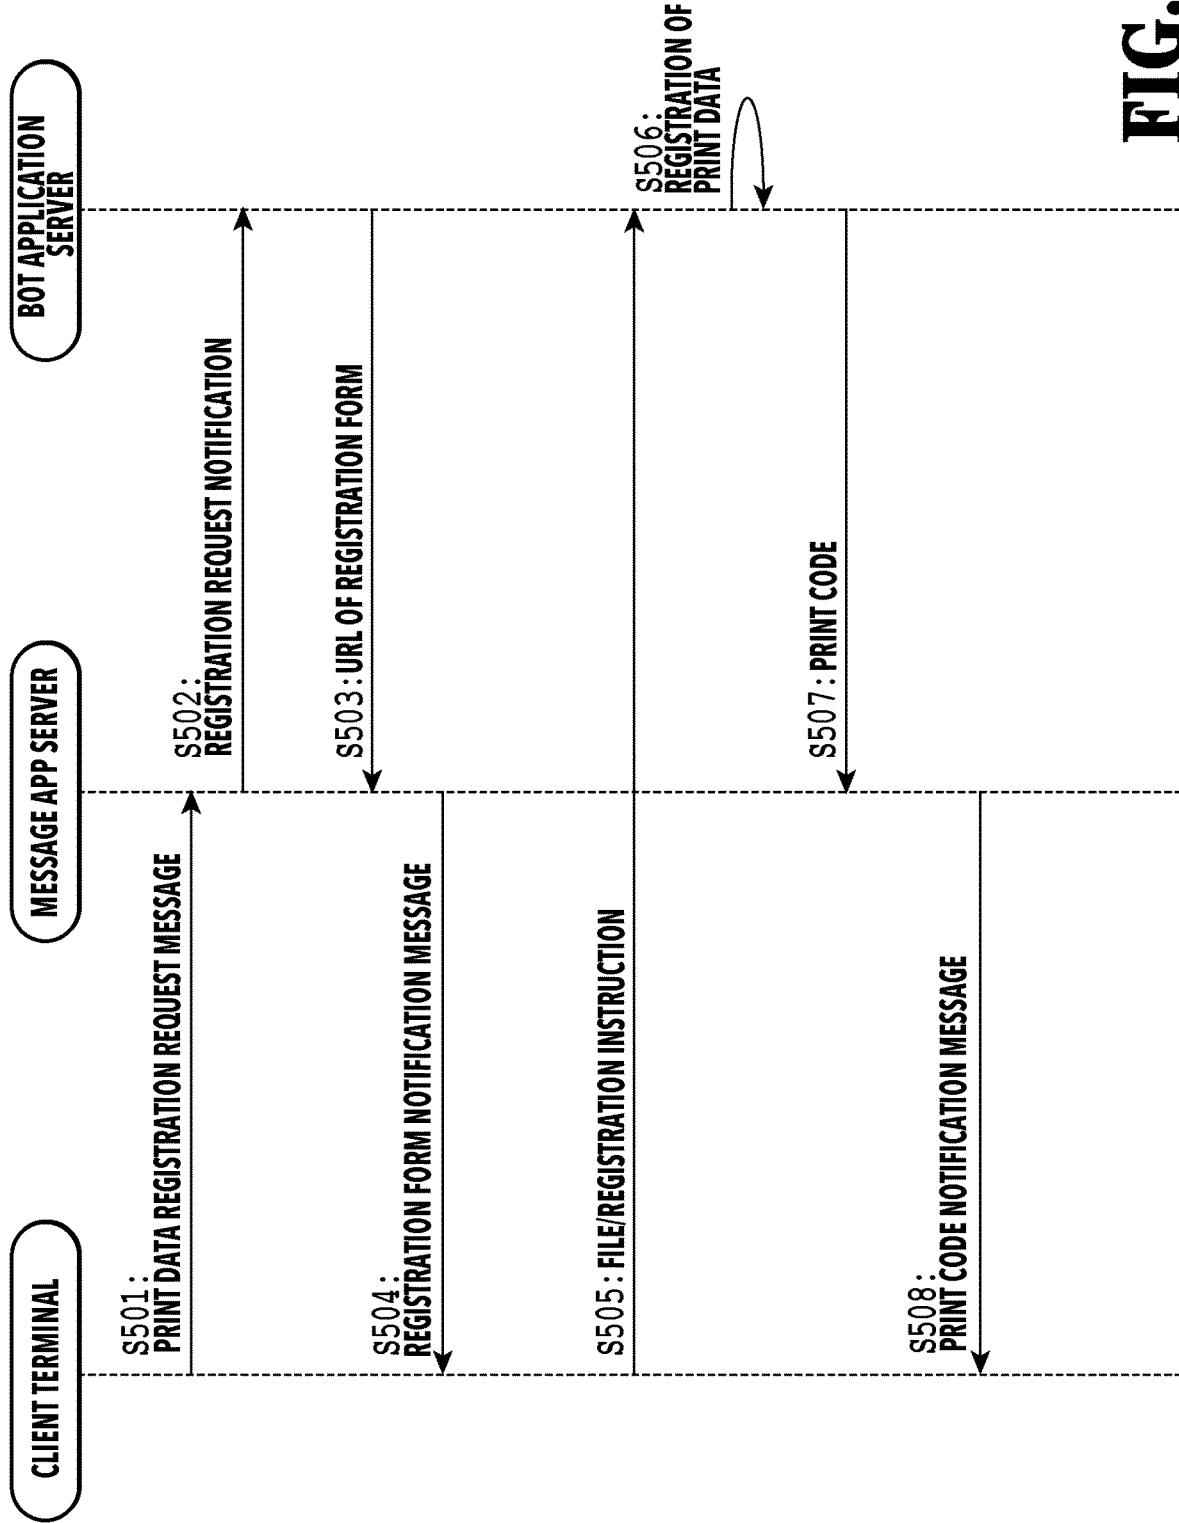 CLIENT TERMINAL
MESSAGE APP SERVER
BOT APPLICATION
SERVER
S501:
PRINT DATA REGISTRATION REQUEST MESSAGE
S502:
REGISTRATION REQUEST NOTIFICATION
S503: URL OF REGISTRATION FORM
S504:
REGISTRATION FORM NOTIFICATION MESSAGE
S505: FILE/REGISTRATION INSTRUCTION
S506:
REGISTRATION OF
PRINT DATA
S507: PRINT CODE
S508:
PRINT CODE NOTIFICATION MESSAGE
FIG.